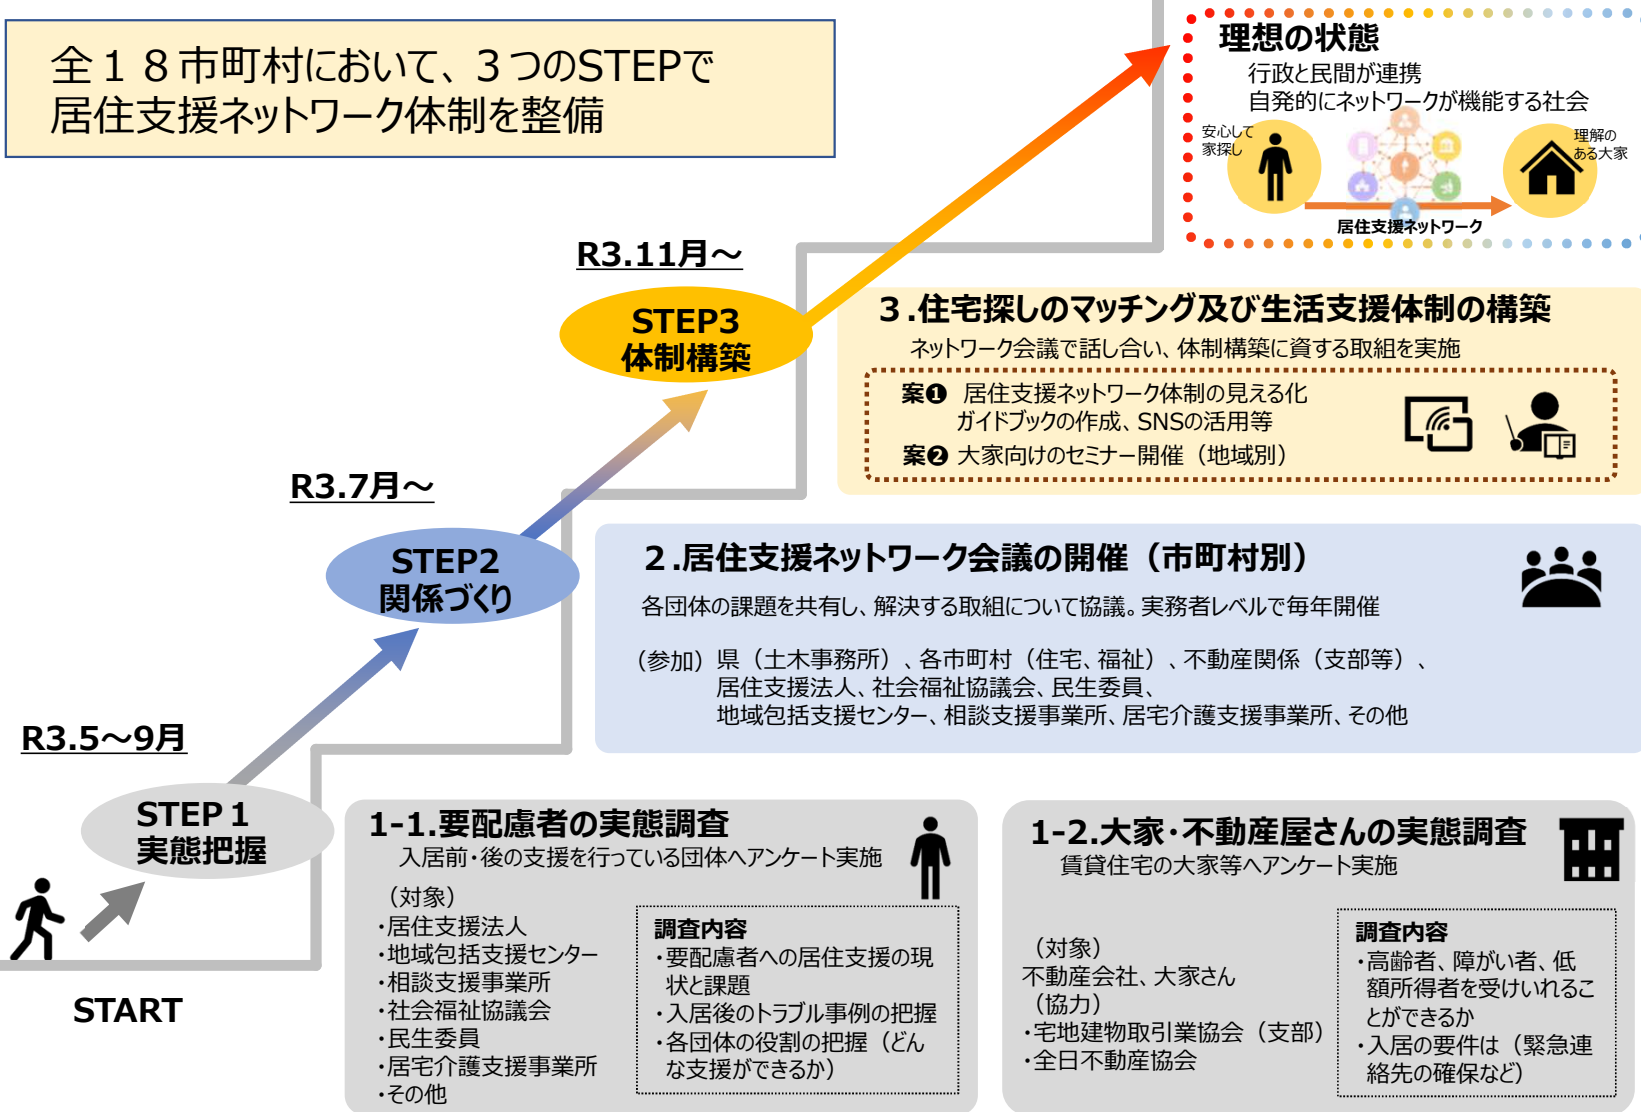 全１８市町村において、３つのSTEPで
居住支援ネットワーク体制を整備
理想の状態
行政と民間が連携
自発的にネットワークが機能する社会
安心して
家探し
理解の
ある大家
居住支援ネットワーク
R3.11月～
STEP3
体制構築
３.住宅探しのマッチング及び生活支援体制の構築
ネットワーク会議で話し合い、体制構築に資する取組を実施
案❶ 居住支援ネットワーク体制の見える化
ガイドブックの作成、SNSの活用等
案❷ 大家向けのセミナー開催（地域別）
R3.7月～
STEP2
関係づくり
２.居住支援ネットワーク会議の開催（市町村別）
各団体の課題を共有し、解決する取組について協議。実務者レベルで毎年開催
（参加）県（土木事務所）、各市町村（住宅、福祉）、不動産関係（支部等）、
居住支援法人、社会福祉協議会、民生委員、
地域包括支援センター、相談支援事業所、居宅介護支援事業所、その他
R3.5～9月
STEP１
実態把握
START
1-1.要配慮者の実態調査
入居前・後の支援を行っている団体へアンケート実施
（対象）
・居住支援法人
・地域包括支援センター
・相談支援事業所
・社会福祉協議会
・民生委員
・居宅介護支援事業所
・その他
調査内容
・要配慮者への居住支援の現
状と課題
・入居後のトラブル事例の把握
・各団体の役割の把握（どん
な支援ができるか）
1-2.大家・不動産屋さんの実態調査
賃貸住宅の大家等へアンケート実施
（対象）
不動産会社、大家さん
（協力）
・宅地建物取引業協会（支部）
・全日不動産協会
調査内容
・高齢者、障がい者、低
額所得者を受けいれるこ
とができるか
・入居の要件は（緊急連
絡先の確保など）